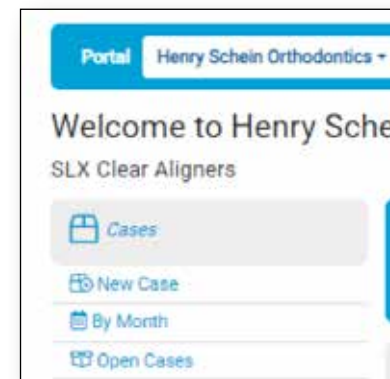 Portal Henry Schein Orthodontics
Welcome to Henry Sche
SLX Clear Aligners
Cases
New Case
By Month
Open Cases